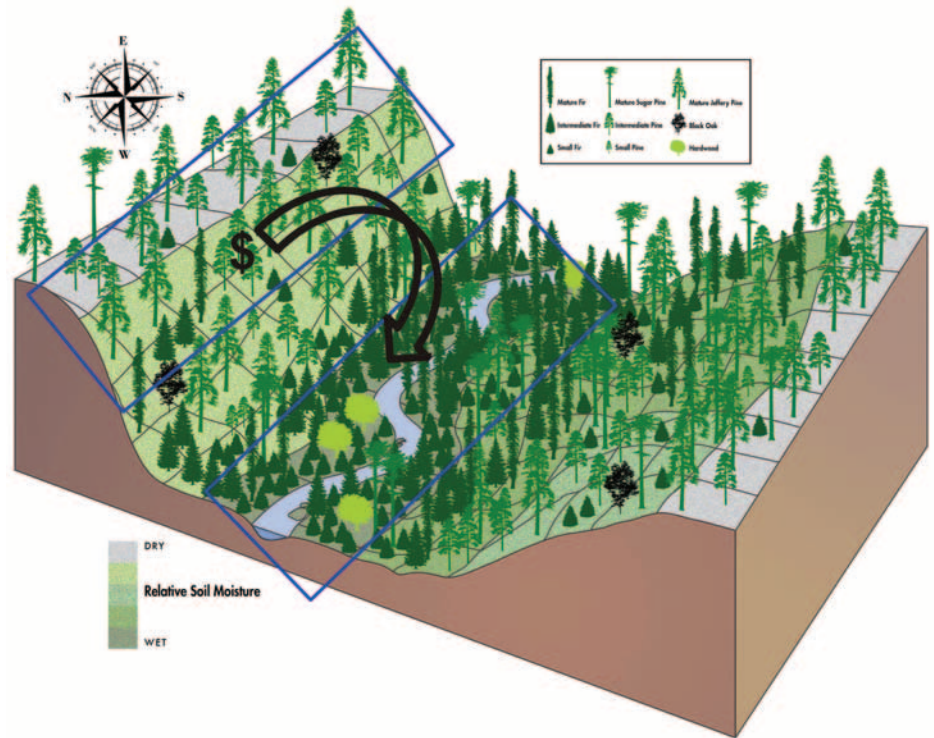 E
N
S
W
Mature Fir
Mature Sugar Pine
Mature Jeffery Pine
Intermediate Fir
Intermediate Pine
Black Oak
Small Fir
Small Pine
Hardwood
$
DRY
Relative Soil Moisture
WET